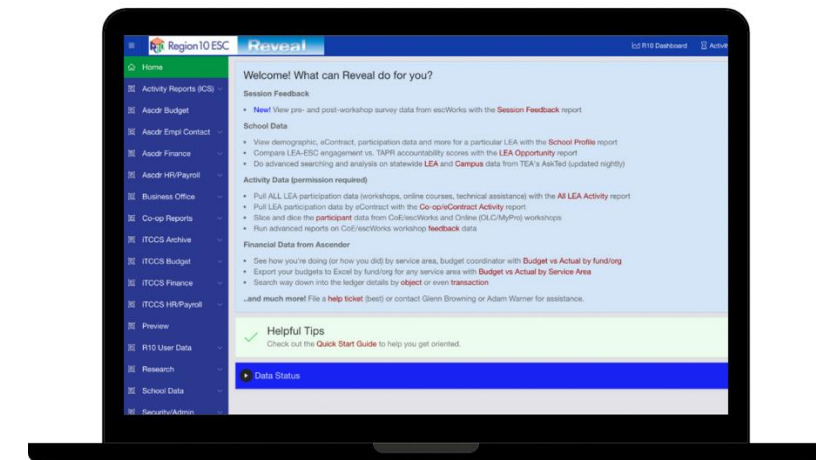 Region 10 ESC
Reveal
R10 Dashboard
Activit
Home
Activity Reports (ICS)
Ascdr Budget
Ascdr Empl Contact
Ascdr Finance
Ascdr HR/Payroll
Business Office
Co-op Reports
iTCCS Archive
iTCCS Budget
iTCCS Finance
iTCCS HR/Payroll
Preview
R10 User Data
Research
School Data
Security/Admin
Welcome! What can Reveal do for you?
Session Feedback
• New! View pre- and post-workshop survey data from escWorks with the Session Feedback report
School Data
• View demographic, eContract, participation data and more for a particular LEA with the School Profile report
• Compare LEA-ESC engagement vs. TAPR accountability scores with the LEA Opportunity report
• Do advanced searching and analysis on statewide LEA and Campus data from TEA's AskTed (updated nightly)
Activity Data (permission required)
• Pull ALL LEA participation data (workshops, online courses, technical assistance) with the All LEA Activity report
• Pull LEA participation data by eContract with the Co-op/eContract Activity report
• Slice and dice the participant data from CoE/escWorks and Online (OLC/MyPro) workshops
• Run advanced reports on CoE/escWorks workshop feedback data
Financial Data from Ascender
• See how you're doing (or how you did) by service area, budget coordinator with Budget vs Actual by fund/org
• Export your budgets to Excel by fund/org for any service area with Budget vs Actual by Service Area
• Search way down into the ledger details by object or even transaction
...and much more! File a help ticket (best) or contact Glenn Browning or Adam Warner for assistance.
Helpful Tips
Check out the Quick Start Guide to help you get oriented.
Data Status